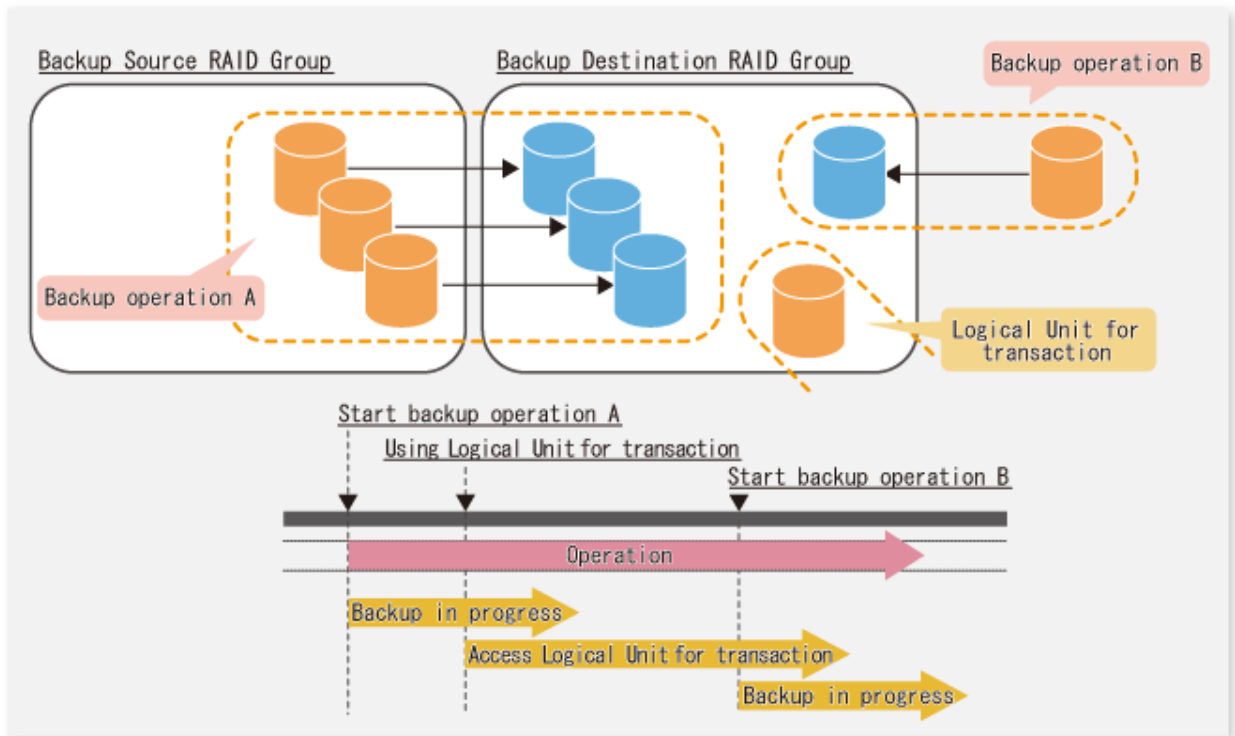 Backup Source RAID Group
Backup Destination RAID Group
Backup operation B
Backup operation A
Logical Unit for
transaction
Start backup operation A
Using Logical Unit for transaction
Start backup operation B
Operation
Backup in progress
Access Logical Unit for transaction
Backup in progress